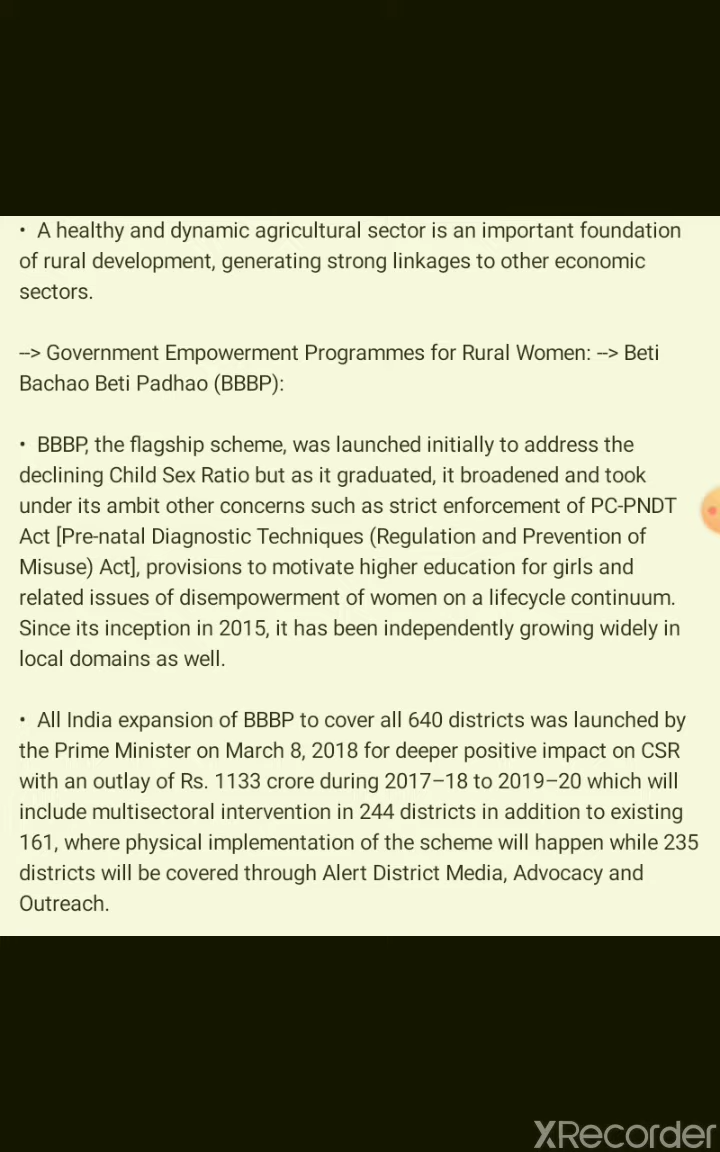 • A healthy and dynamic agricultural sector is an important foundation
of rural development, generating strong linkages to other economic
sectors.
--> Government Empowerment Programmes for Rural Women: --> Beti
Bachao Beti Padhao (BBBP):
• BBBP, the flagship scheme, was launched initially to address the
declining Child Sex Ratio but as it graduated, it broadened and took
under its ambit other concerns such as strict enforcement of PC-PNDT
Act [Pre-natal Diagnostic Techniques (Regulation and Prevention of
Misuse) Act], provisions to motivate higher education for girls and
related issues of disempowerment of women on a lifecycle continuum.
Since its inception in 2015, it has been independently growing widely in
local domains as well.
• All India expansion of BBBP to cover all 640 districts was launched by
the Prime Minister on March 8, 2018 for deeper positive impact on CSR
with an outlay of Rs. 1133 crore during 2017–18 to 2019–20 which will
include multisectoral intervention in 244 districts in addition to existing
161, where physical implementation of the scheme will happen while 235
districts will be covered through Alert District Media, Advocacy and
Outreach.
XRecorder